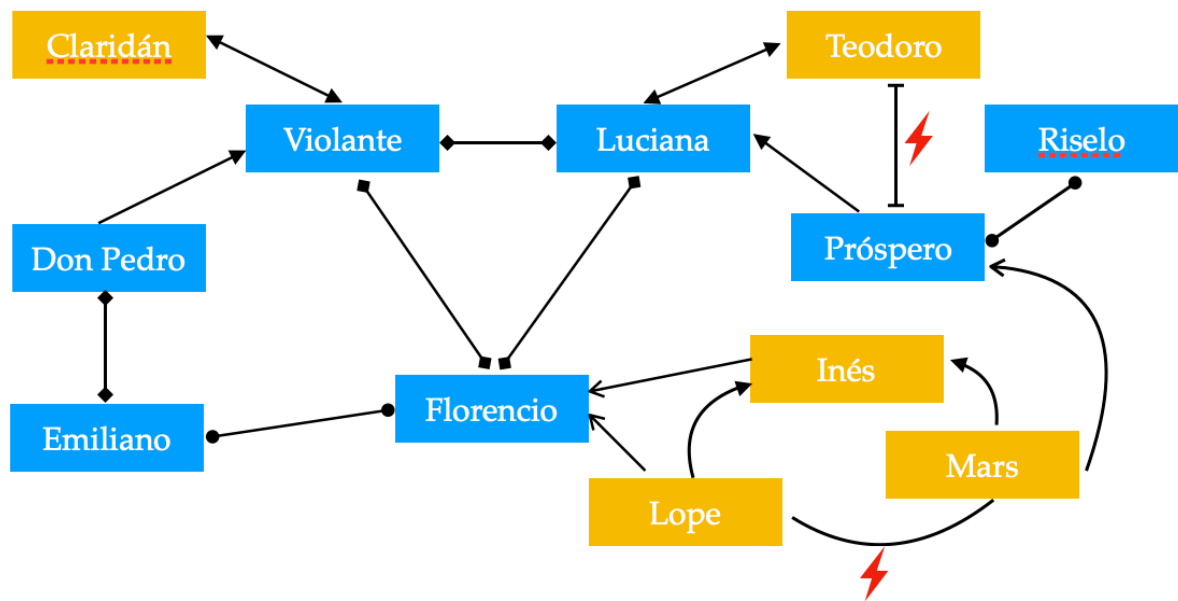 Claridán
Teodoro
Violante
Luciana
Riselo
Don Pedro
Próspero
Inés
Florencio
Emiliano
Mars
Lope